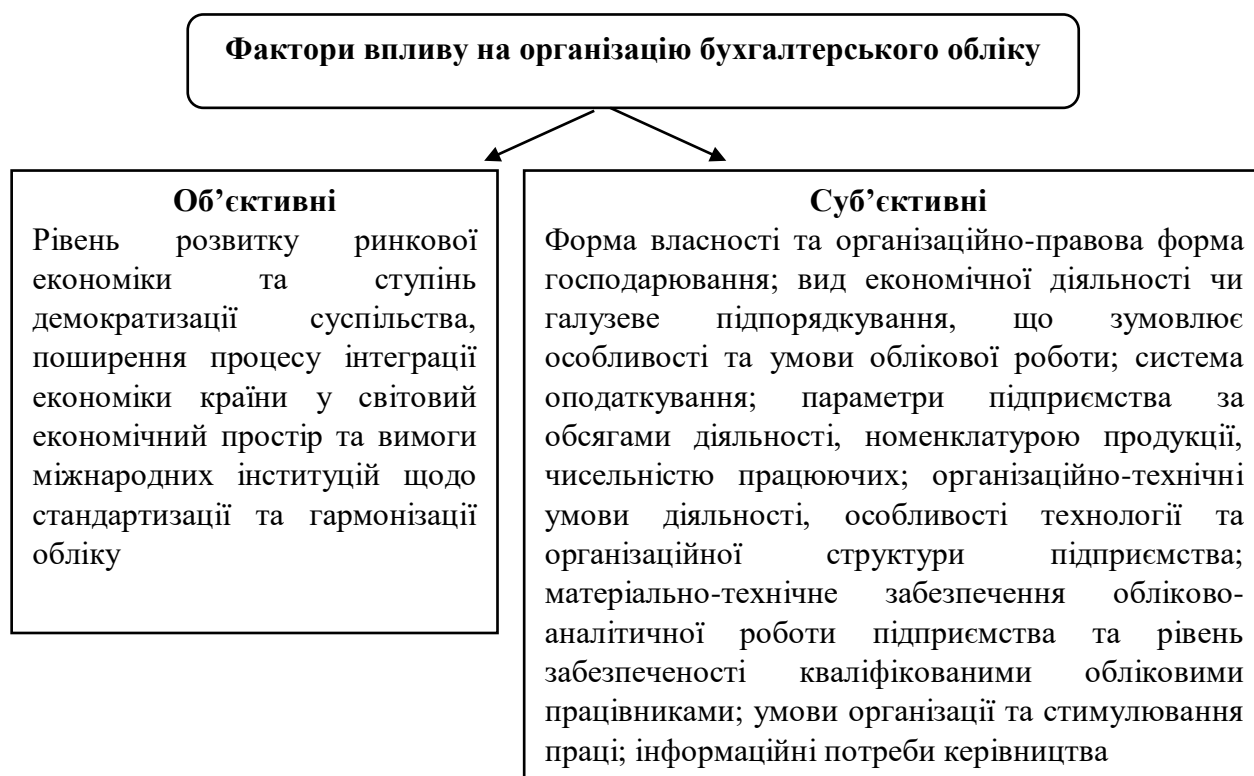 Фактори впливу на організацію бухгалтерського обліку
Об’єктивні
Рівень розвитку ринкової
економіки та ступінь
демократизації суспільства,
поширення процесу інтеграції
економіки країни у світовий
економічний простір та вимоги
міжнародних інституцій щодо
стандартизації та гармонізації
обліку
Суб’єктивні
Форма власності та організаційно-правова форма
господарювання; вид економічної діяльності чи
галузеве підпорядкування, що зумовлює
особливості та умови облікової роботи; система
оподаткування; параметри підприємства за
обсягами діяльності, номенклатурою продукції,
чисельністю працюючих; організаційно-технічні
умови діяльності, особливості технології та
організаційної структури підприємства;
матеріально-технічне забезпечення обліково-
аналітичної роботи підприємства та рівень
забезпеченості кваліфікованими обліковими
працівниками; умови організації та стимулювання
праці; інформаційні потреби керівництва